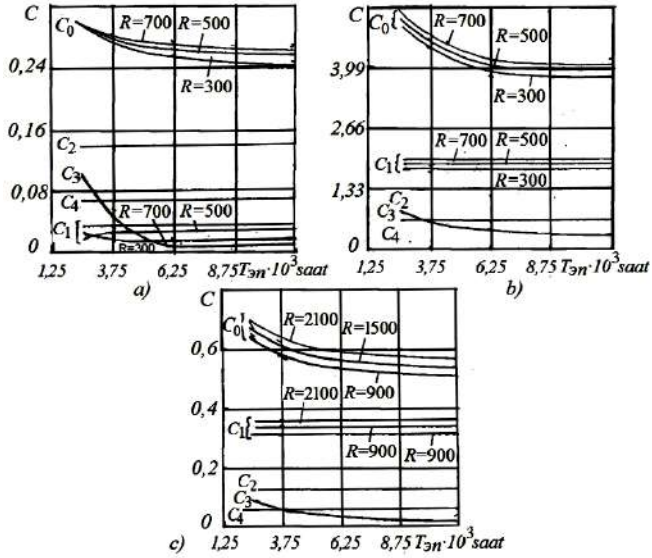 C
C₀
R=700
R=500
0,24
R=300
0,16
C₂
C₃
0,08
C₄
C₁
R=700
R=500
R=300
0
1,25
3,75
6,25
8,75
Tэп·10³saat
a)
C
C₀
R=700
R=500
3,99
R=300
2,66
R=700
R=500
C₁
R=300
1,33
C₂
C₃
C₄
0
1,25
3,75
6,25
8,75
Tэп·10³saat
b)
C
C₀
R=2100
R=1500
0,6
R=900
0,4
R=2100
C₁
R=900
R=900
0,2
C₂
C₃
C₄
0
1,25
3,75
6,25
8,75
Tэп·10³saat
c)